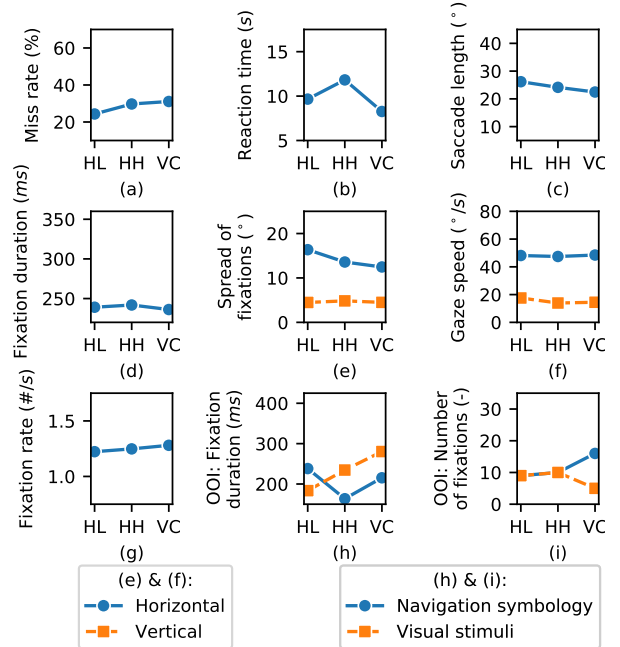 Miss rate (%)
60
40
20
HL HH VC
(a)
Reaction time (s)
15
10
5
HL HH VC
(b)
Saccade length (°)
40
30
20
10
HL HH VC
(c)
Fixation duration (ms)
350
300
250
HL HH VC
(d)
Spread of
fixations (°)
20
10
0
HL HH VC
(e)
Gaze speed (°/s)
80
60
40
20
0
HL HH VC
(f)
Fixation rate (#/s)
1.5
1.0
HL HH VC
(g)
OOI: Fixation
duration (ms)
400
300
200
HL HH VC
(h)
OOI: Number
of fixations (-)
30
20
10
0
HL HH VC
(i)
(e) & (f):
Horizontal
Vertical
(h) & (i):
Navigation symbology
Visual stimuli